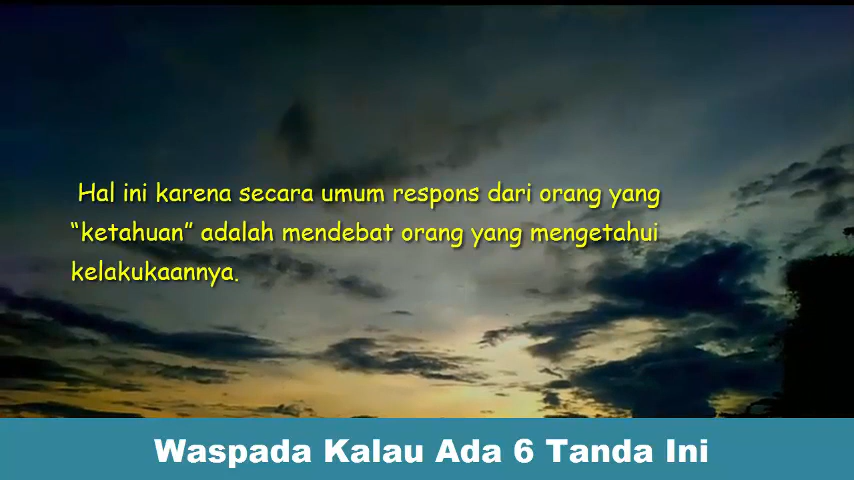 Hal ini karena secara umum respons dari orang yang
“ketahuan” adalah mendebat orang yang mengetahui
kelakukaannya.
Waspada Kalau Ada 6 Tanda Ini